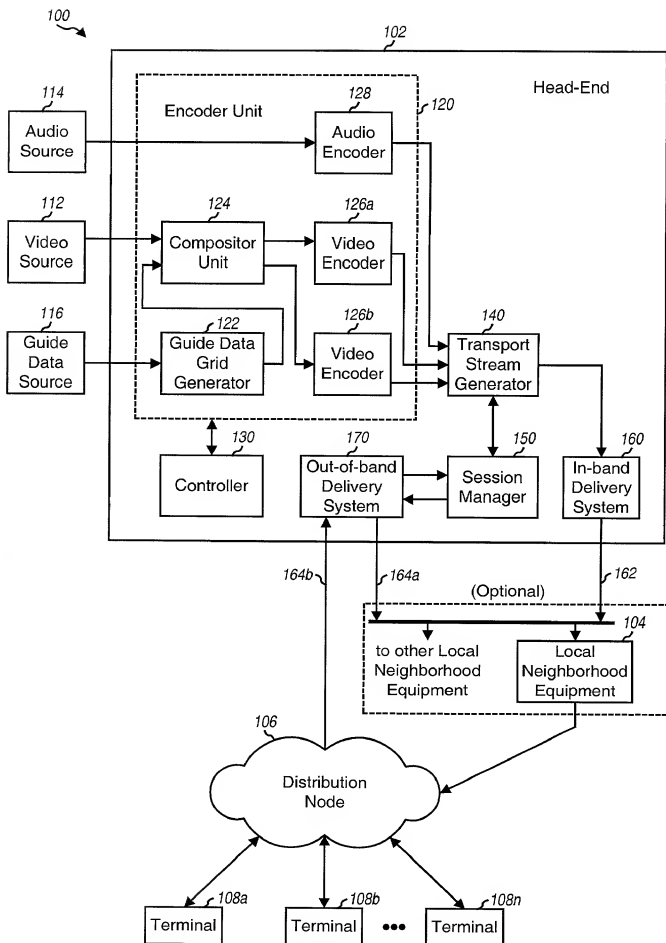 100
102
Head-End
120
Encoder Unit
114
Audio
Source
128
Audio
Encoder
112
Video
Source
124
Compositor
Unit
126a
Video
Encoder
116
Guide
Data Source
122
Guide Data
Grid
Generator
126b
Video
Encoder
140
Transport
Stream
Generator
130
Controller
170
Out-of-band
Delivery
System
150
Session
Manager
160
In-band
Delivery
System
164b
164a
162
(Optional)
to other Local
Neighborhood
Equipment
104
Local
Neighborhood
Equipment
106
Distribution
Node
108a
Terminal
108b
Terminal
•••
108n
Terminal